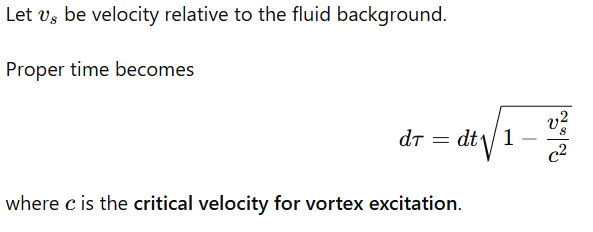 Let v_s be velocity relative to the fluid background.
Proper time becomes
dτ = dt√(1 − v_s²/c²)
where c is the critical velocity for vortex excitation.